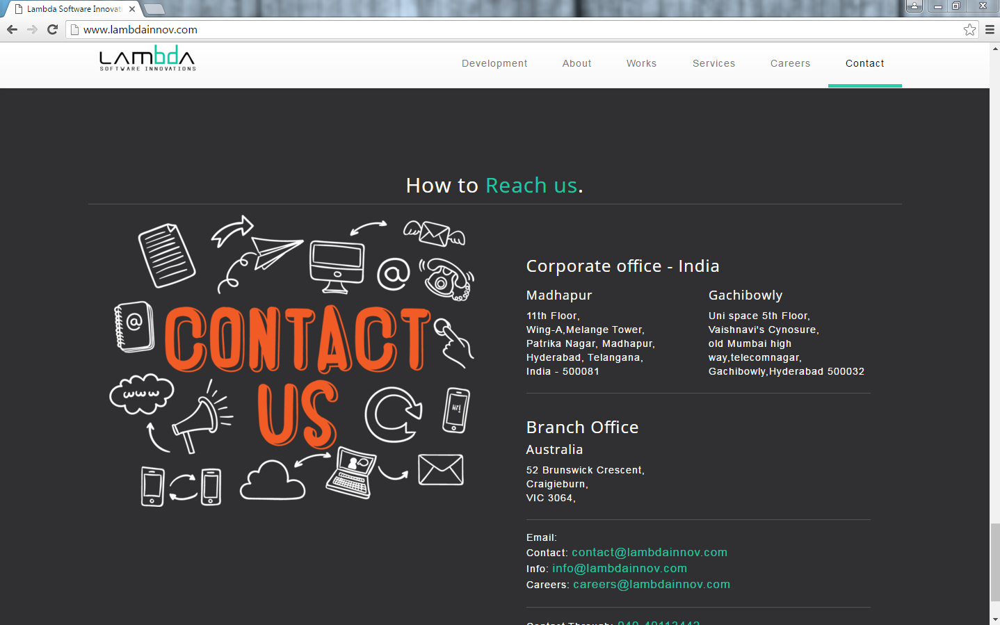 Lambda Software Innovat
www.lambdainnov.com
LAMBDA
SOFTWARE INNOVATIONS
Development
About
Works
Services
Careers
Contact
How to Reach us.
@
@
CONTACT
US
www
Hi!
Corporate office - India
Madhapur
11th Floor,
Wing-A,Melange Tower,
Patrika Nagar, Madhapur,
Hyderabad, Telangana,
India - 500081
Gachibowly
Uni space 5th Floor,
Vaishnavi's Cynosure,
old Mumbai high
way,telecomnagar,
Gachibowly,Hyderabad 500032
Branch Office
Australia
52 Brunswick Crescent,
Craigieburn,
VIC 3064,
Email:
Contact: contact@lambdainnov.com
Info: info@lambdainnov.com
Careers: careers@lambdainnov.com
Contact Through: